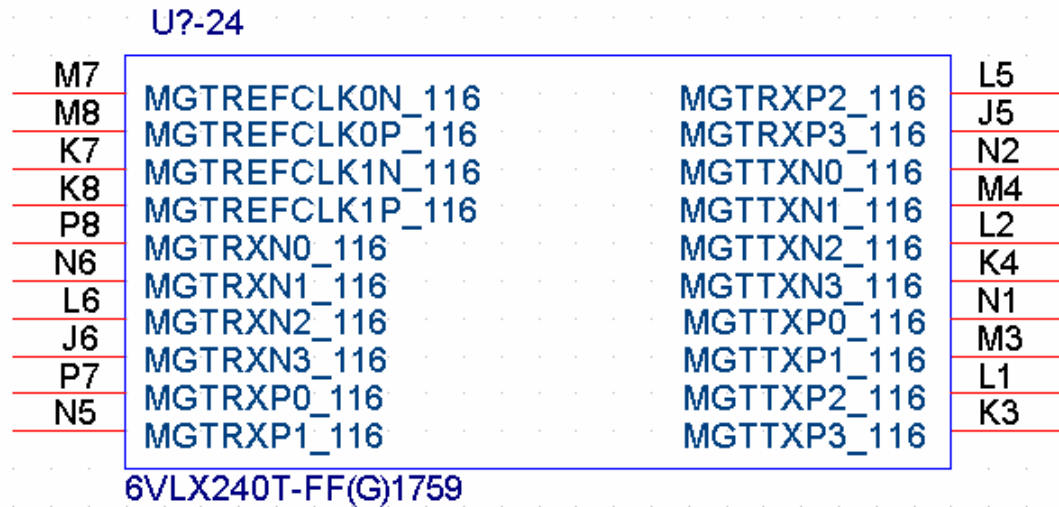 U?-24
M7 MGTREFCLK0N_116 MGTRXP2_116 L5
M8 MGTREFCLK0P_116 MGTRXP3_116 J5
K7 MGTREFCLK1N_116 MGTTXN0_116 N2
K8 MGTREFCLK1P_116 MGTTXN1_116 M4
P8 MGTRXN0_116 MGTTXN2_116 L2
N6 MGTRXN1_116 MGTTXN3_116 K4
L6 MGTRXN2_116 MGTTXP0_116 N1
J6 MGTRXN3_116 MGTTXP1_116 M3
P7 MGTRXP0_116 MGTTXP2_116 L1
N5 MGTRXP1_116 MGTTXP3_116 K3
6VLX240T-FF(G)1759